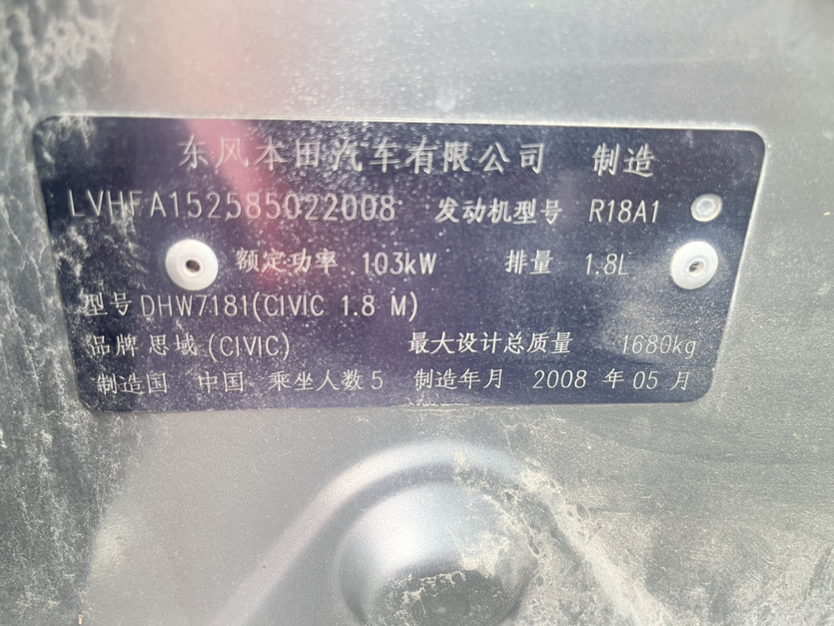 东风本田汽车有限公司 制造
LVHFA152585022008 发动机型号 R18A1
额定功率 103kW 排量 1.8L
型号 DHW7181(CIVIC 1.8 M)
品牌 思域 (CIVIC) 最大设计总质量 1680kg
制造国 中国 乘坐人数 5 制造年月 2008 年 05 月